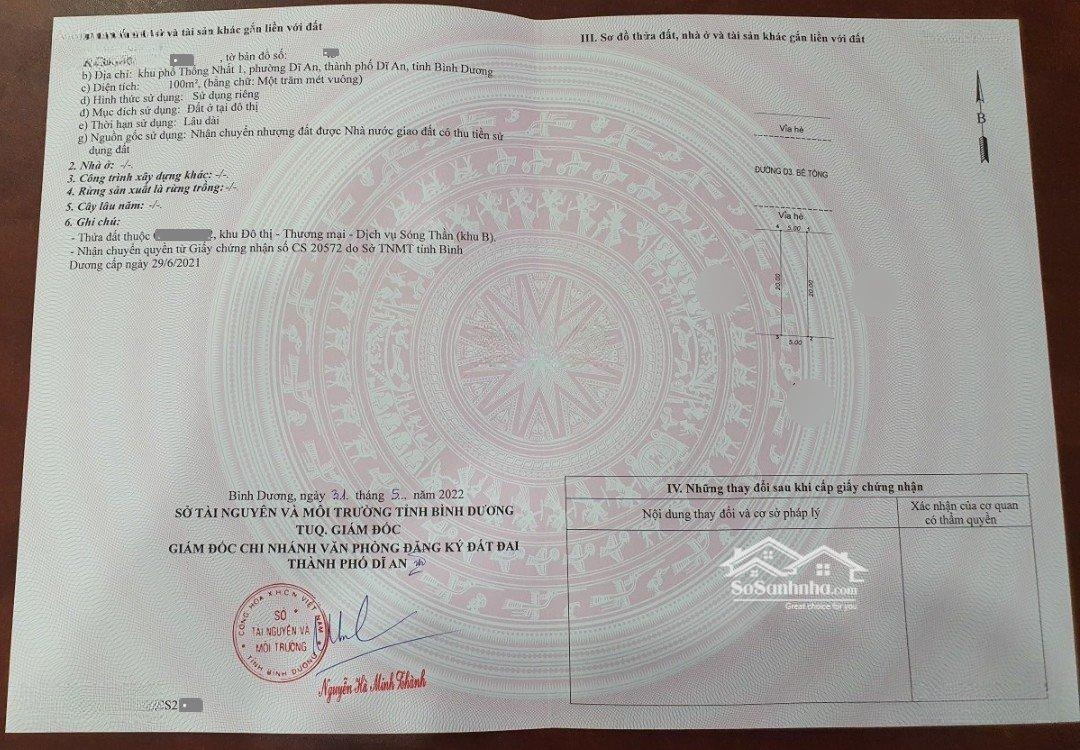 ở và tài sản khác gắn liền với đất
, tờ bản đồ số:
b) Địa chỉ: khu phố Thống Nhất 1, phường Dĩ An, thành phố Dĩ An, tỉnh Bình Dương
c) Diện tích: 100m², (bằng chữ: Một trăm mét vuông)
d) Hình thức sử dụng: Sử dụng riêng
đ) Mục đích sử dụng: Đất ở tại đô thị
e) Thời hạn sử dụng: Lâu dài
g) Nguồn gốc sử dụng: Nhận chuyển nhượng đất được Nhà nước giao đất có thu tiền sử
dụng đất
2. Nhà ở: -/-.
3. Công trình xây dựng khác: -/-.
4. Rừng sản xuất là rừng trồng:-/-.
5. Cây lâu năm: -/-.
6. Ghi chú:
- Thửa đất thuộc 2, khu Đô thị - Thương mại - Dịch vụ Sóng Thần (khu B).
- Nhận chuyển quyền từ Giấy chứng nhận số CS 20572 do Sở TNMT tỉnh Bình
Dương cấp ngày 29/6/2021
Bình Dương, ngày 31 tháng 5 năm 2022
SỞ TÀI NGUYÊN VÀ MÔI TRƯỜNG TỈNH BÌNH DƯƠNG
TUQ. GIÁM ĐỐC
GIÁM ĐỐC CHI NHÁNH VĂN PHÒNG ĐĂNG KÝ ĐẤT ĐAI
THÀNH PHỐ DĨ AN
CỘNG HÒA X.H.C.N VIỆT NAM
SỞ
TÀI NGUYÊN VÀ
MÔI TRƯỜNG
TỈNH BÌNH DƯƠNG
Nguyễn Hà Minh Thành
CS2
III. Sơ đồ thửa đất, nhà ở và tài sản khác gắn liền với đất
B
Vỉa hè
ĐƯỜNG D3. BÊ TÔNG
Vỉa hè
4 5.00 1
20.00
20.00
3 5.00 2
IV. Những thay đổi sau khi cấp giấy chứng nhận
Nội dung thay đổi và cơ sở pháp lý
Xác nhận của cơ quan
có thẩm quyền
SoSanhnha.com
Great choice for you